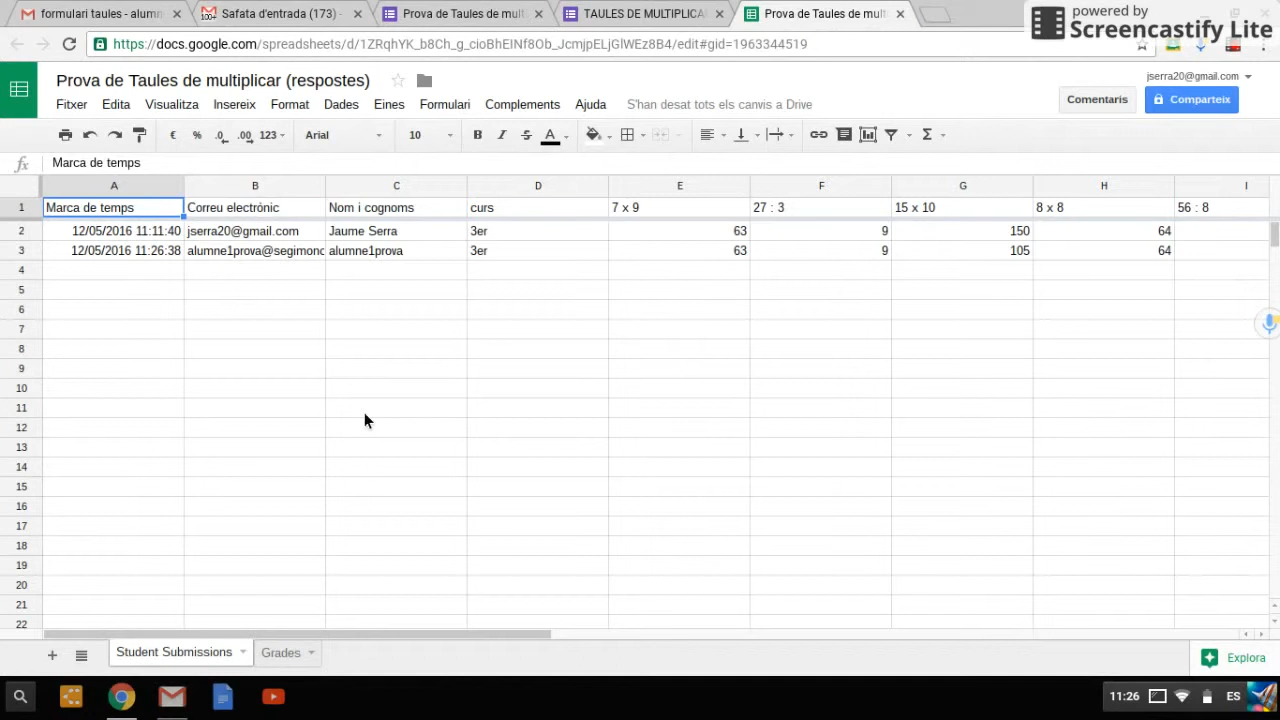 formulari taules - alumn
Safata d'entrada (173)
Prova de Taules de mult
TAULES DE MULTIPLICA
Prova de Taules de mult
powered by
Screencastify Lite
https://docs.google.com/spreadsheets/d/1ZRqhYK_b8Ch_g_cioBhEINf8Ob_JcmjpELjGlWEz8B4/edit#gid=1963344519
Prova de Taules de multiplicar (respostes)
jserra20@gmail.com
Fitxer Edita Visualitza Insereix Format Dades Eines Formulari Complements Ajuda S'han desat tots els canvis a Drive
Comentaris Comparteix
€ % .0 .00 123 Arial 10 B I S A Σ
fx Marca de temps
A B C D E F G H I
1 Marca de temps Correu electrònic Nom i cognoms curs 7 x 9 27 : 3 15 x 10 8 x 8 56 : 8
2 12/05/2016 11:11:40 jserra20@gmail.com Jaume Serra 3er 63 9 150 64
3 12/05/2016 11:26:38 alumne1prova@segimonc alumne1prova 3er 63 9 105 64
4
5
6
7
8
9
10
11
12
13
14
15
16
17
18
19
20
21
22
Student Submissions Grades
Explora
11:26 ES